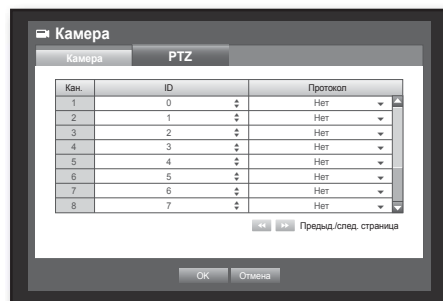 Камера
Камера PTZ
Кан. ID Протокол
1 0 Нет
2 1 Нет
3 2 Нет
4 3 Нет
5 4 Нет
6 5 Нет
7 6 Нет
8 7 Нет
Предыд./след. страница
OK Отмена